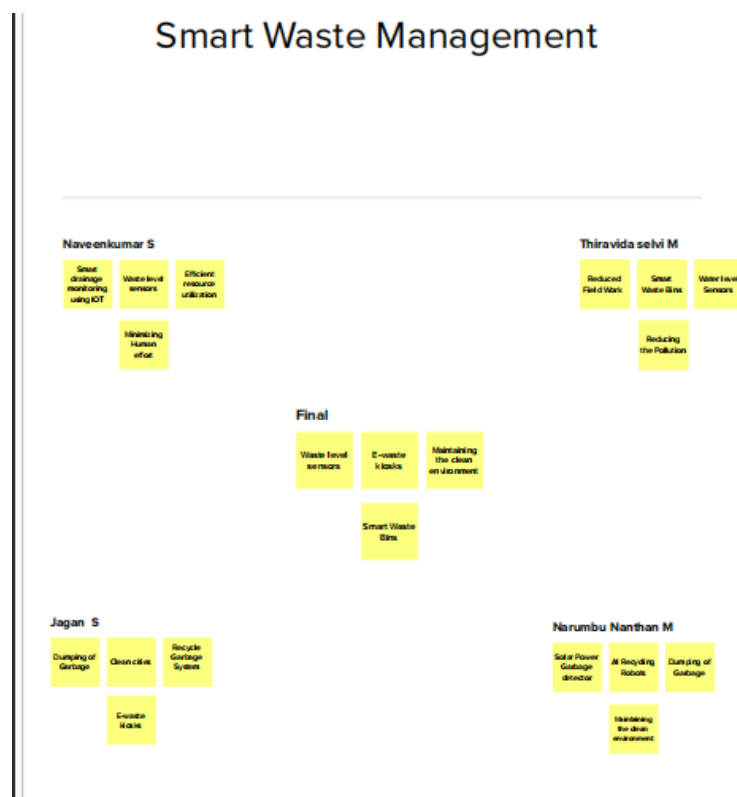 Smart Waste Management
Naveenkumar S
Smart
drainage
monitoring
using IOT
Waste level
sensors
Efficient
resource
utilization
Minimizing
Human
effort
Thiravida selvi M
Reduced
Field Work
Smart
Waste Bins
Water level
Sensors
Reducing
the Pollution
Final
Waste level
sensors
E-waste
kiosks
Maintaining
the clean
environment
Smart Waste
Bins
Jagan S
Dumping of
Garbage
Clean cities
Recycle
Garbage
System
E-waste
kiosks
Narumbu Nanthan M
Solar Power
Garbage
detector
AI Recycling
Robots
Dumping of
Garbage
Maintaining
the clean
environment